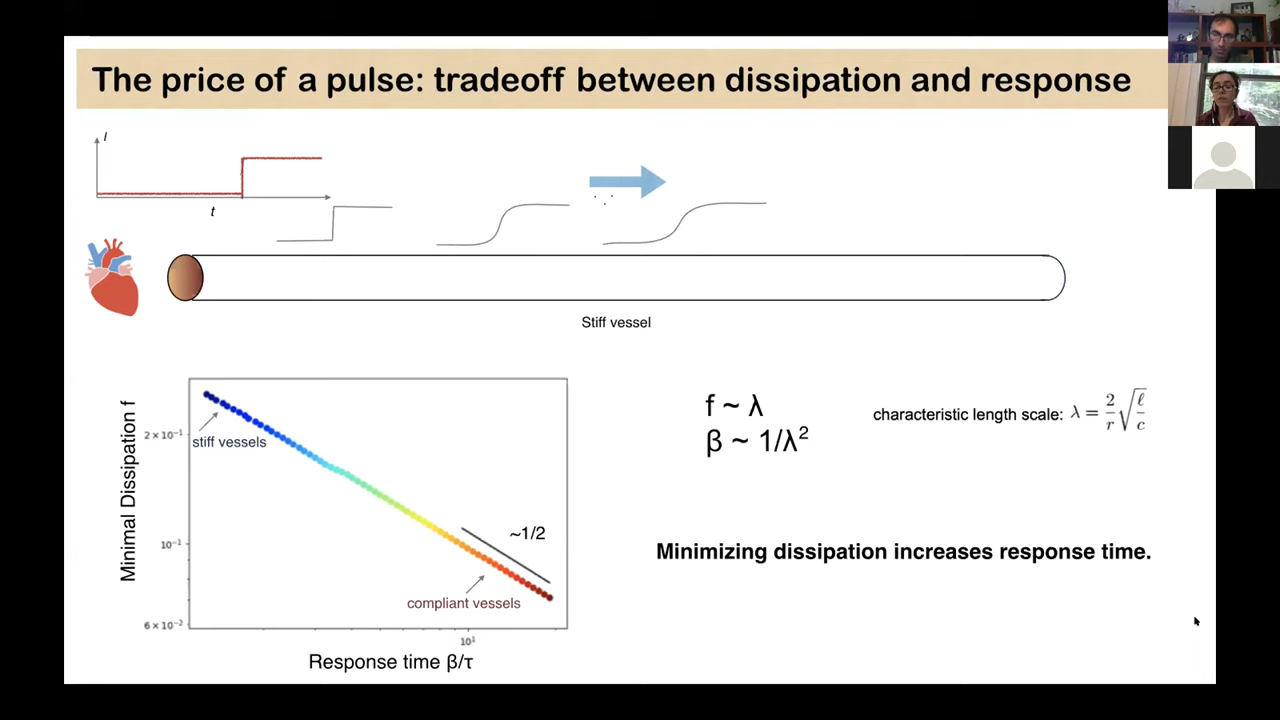 The price of a pulse: tradeoff between dissipation and response
I
t
Stiff vessel
Minimal Dissipation f
2 × 10⁻¹
10⁻¹
6 × 10⁻²
stiff vessels
~1/2
compliant vessels
10¹
Response time β/τ
f ~ λ
β ~ 1/λ²
characteristic length scale: λ = 2/r √(ℓ/c)
Minimizing dissipation increases response time.